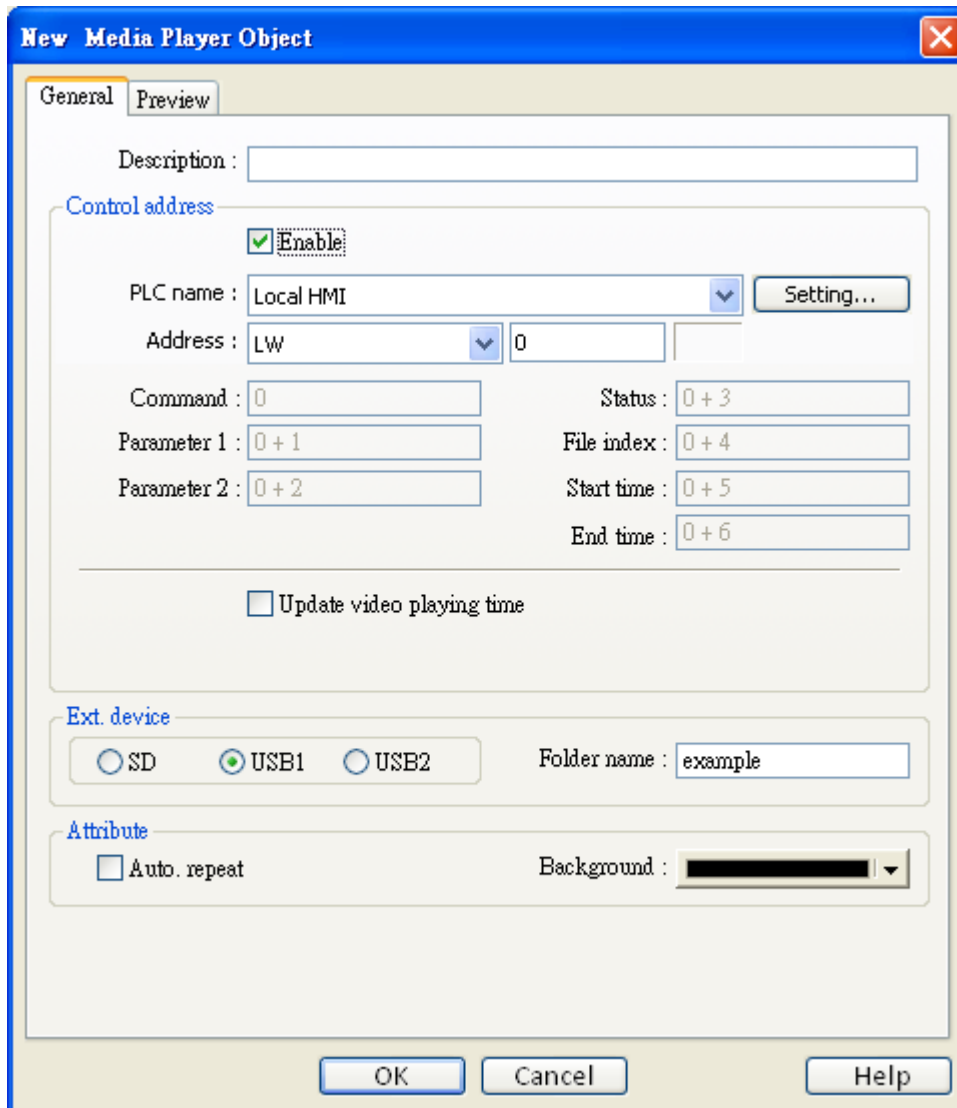 New Media Player Object
General Preview
Description :
Control address
Enable
PLC name : Local HMI Setting...
Address : LW 0
Command : 0 Status : 0 + 3
Parameter 1 : 0 + 1 File index : 0 + 4
Parameter 2 : 0 + 2 Start time : 0 + 5
End time : 0 + 6
Update video playing time
Ext. device
SD USB1 USB2 Folder name : example
Attribute
Auto. repeat Background :
OK Cancel Help